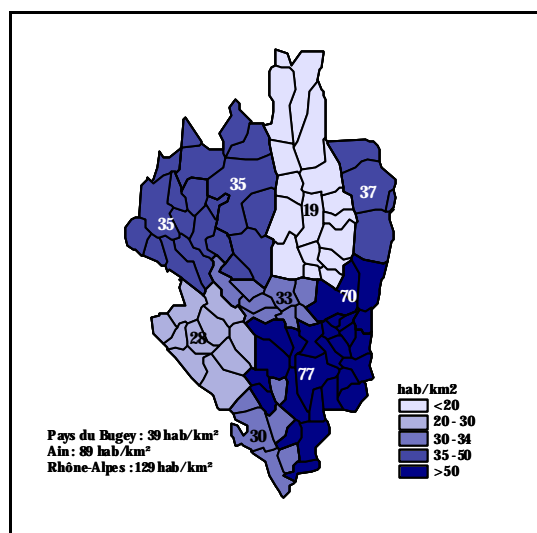 35
35
37
19
33
70
28
77
30
Pays du Bugey : 39 hab/km²
Ain : 89 hab/km²
Rhône-Alpes : 129 hab/km²
hab/km2
<20
20 - 30
30 - 34
35 - 50
>50